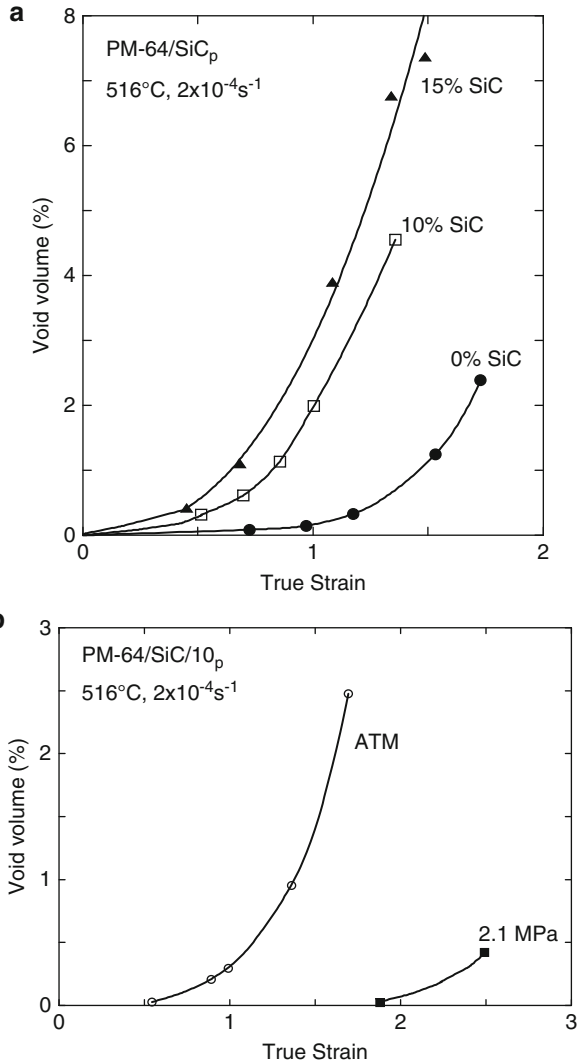 a
8
PM-64/SiCp
516°C, 2x10-4s-1
15% SiC
6
10% SiC
Void volume (%)
4
0% SiC
2
0
0
1
2
True Strain
3
PM-64/SiC/10p
516°C, 2x10-4s-1
2
ATM
Void volume (%)
1
2.1 MPa
0
0
1
2
3
True Strain